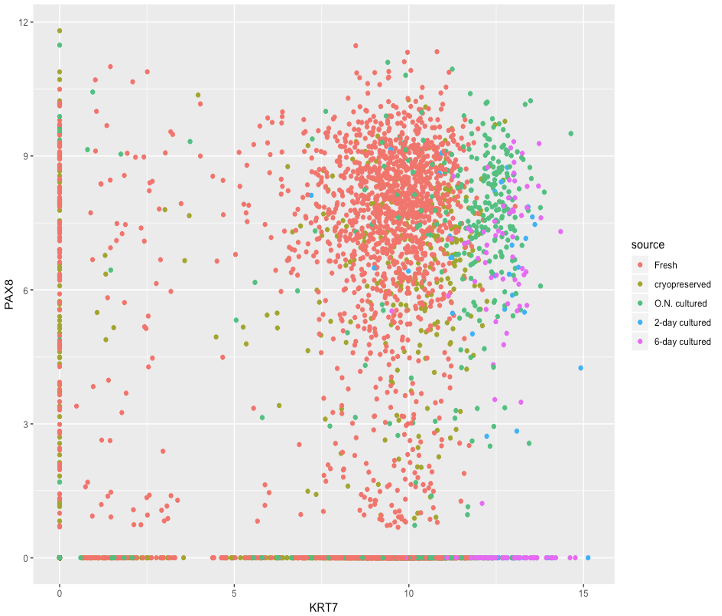 12
9
6
3
0
PAX8
0
5
10
15
KRT7
source
Fresh
cryopreserved
O.N. cultured
2-day cultured
6-day cultured